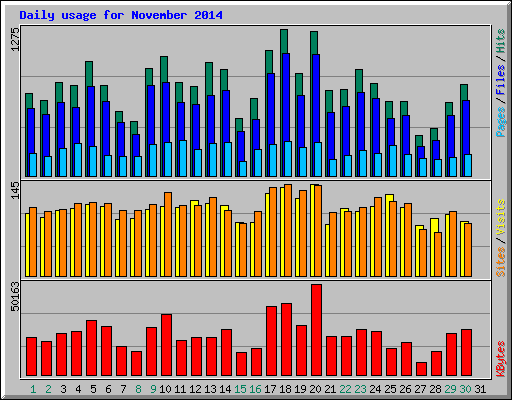 Daily usage for November 2014
1275
Pages / Files / Hits
145
Sites / Visits
50163
KBytes
1 2 3 4 5 6 7 8 9 10 11 12 13 14 15 16 17 18 19 20 21 22 23 24 25 26 27 28 29 30 31